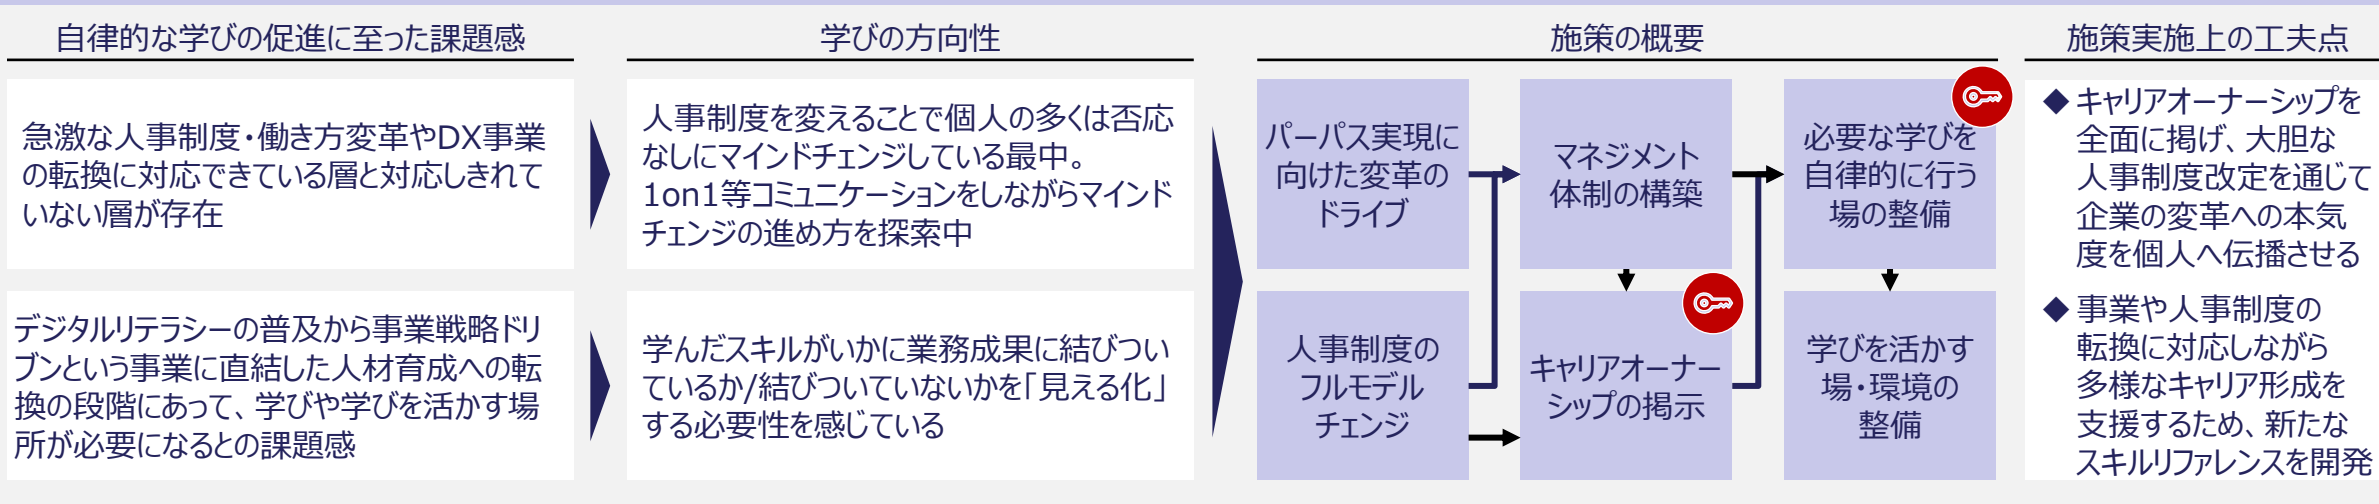 自律的な学びの促進に至った課題感
急激な人事制度・働き方変革やDX事業
の転換に対応できている層と対応しきれて
いない層が存在
デジタルリテラシーの普及から事業戦略ドリ
ブンという事業に直結した人材育成への転
換の段階にあって、学びや学びを活かす場
所が必要になるとの課題感
学びの方向性
人事制度を変えることで個人の多くは否応
なしにマインドチェンジしている最中。
1on1等コミュニケーションをしながらマインド
チェンジの進め方を探索中
学んだスキルがいかに業務成果に結びつい
ているか/結びついていないかを「見える化」
する必要性を感じている
施策の概要
パーパス実現に
向けた変革の
ドライブ
人事制度の
フルモデル
チェンジ
マネジメント
体制の構築
キャリアオーナー
シップの掲示
必要な学びを
自律的に行う
場の整備
学びを活かす
場・環境の
整備
施策実施上の工夫点
◆ キャリアオーナーシップを
全面に掲げ、大胆な
人事制度改定を通じて
企業の変革への本気
度を個人へ伝播させる
◆ 事業や人事制度の
転換に対応しながら
多様なキャリア形成を
支援するため、新たな
スキルリファレンスを開発